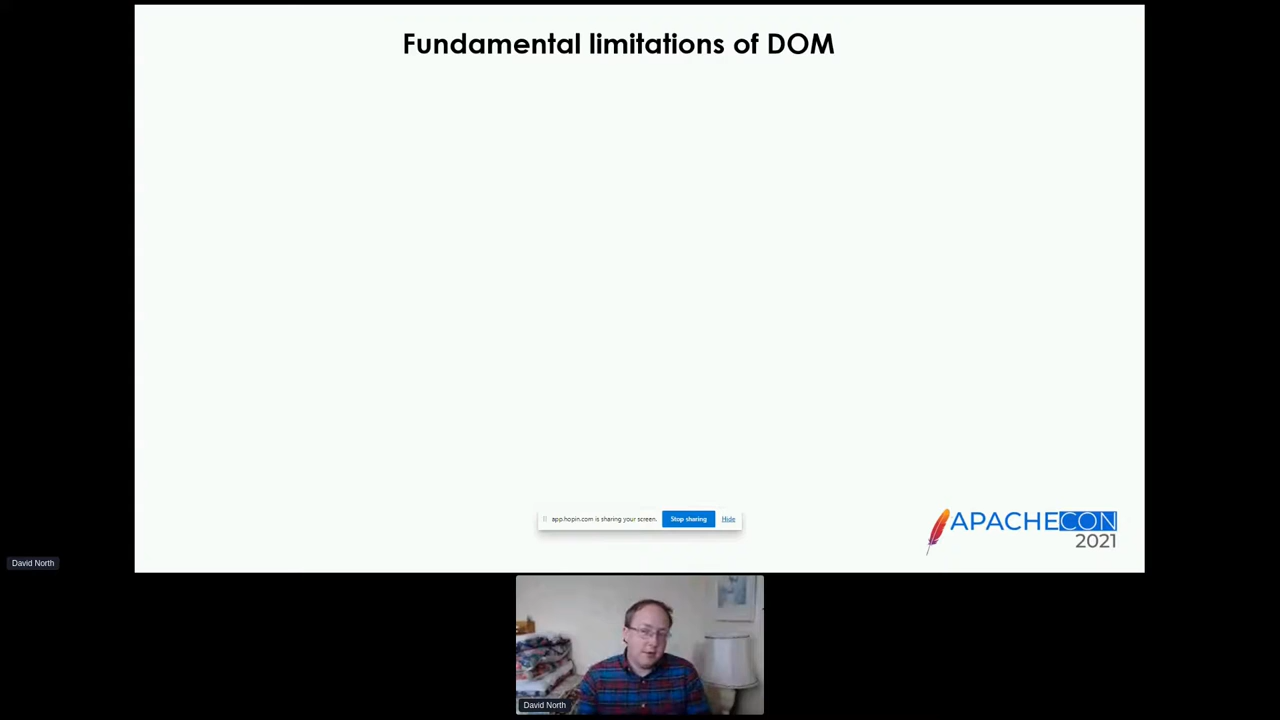 Fundamental limitations of DOM
app.hopin.com is sharing your screen. Stop sharing Hide
APACHECON
2021
David North
David North